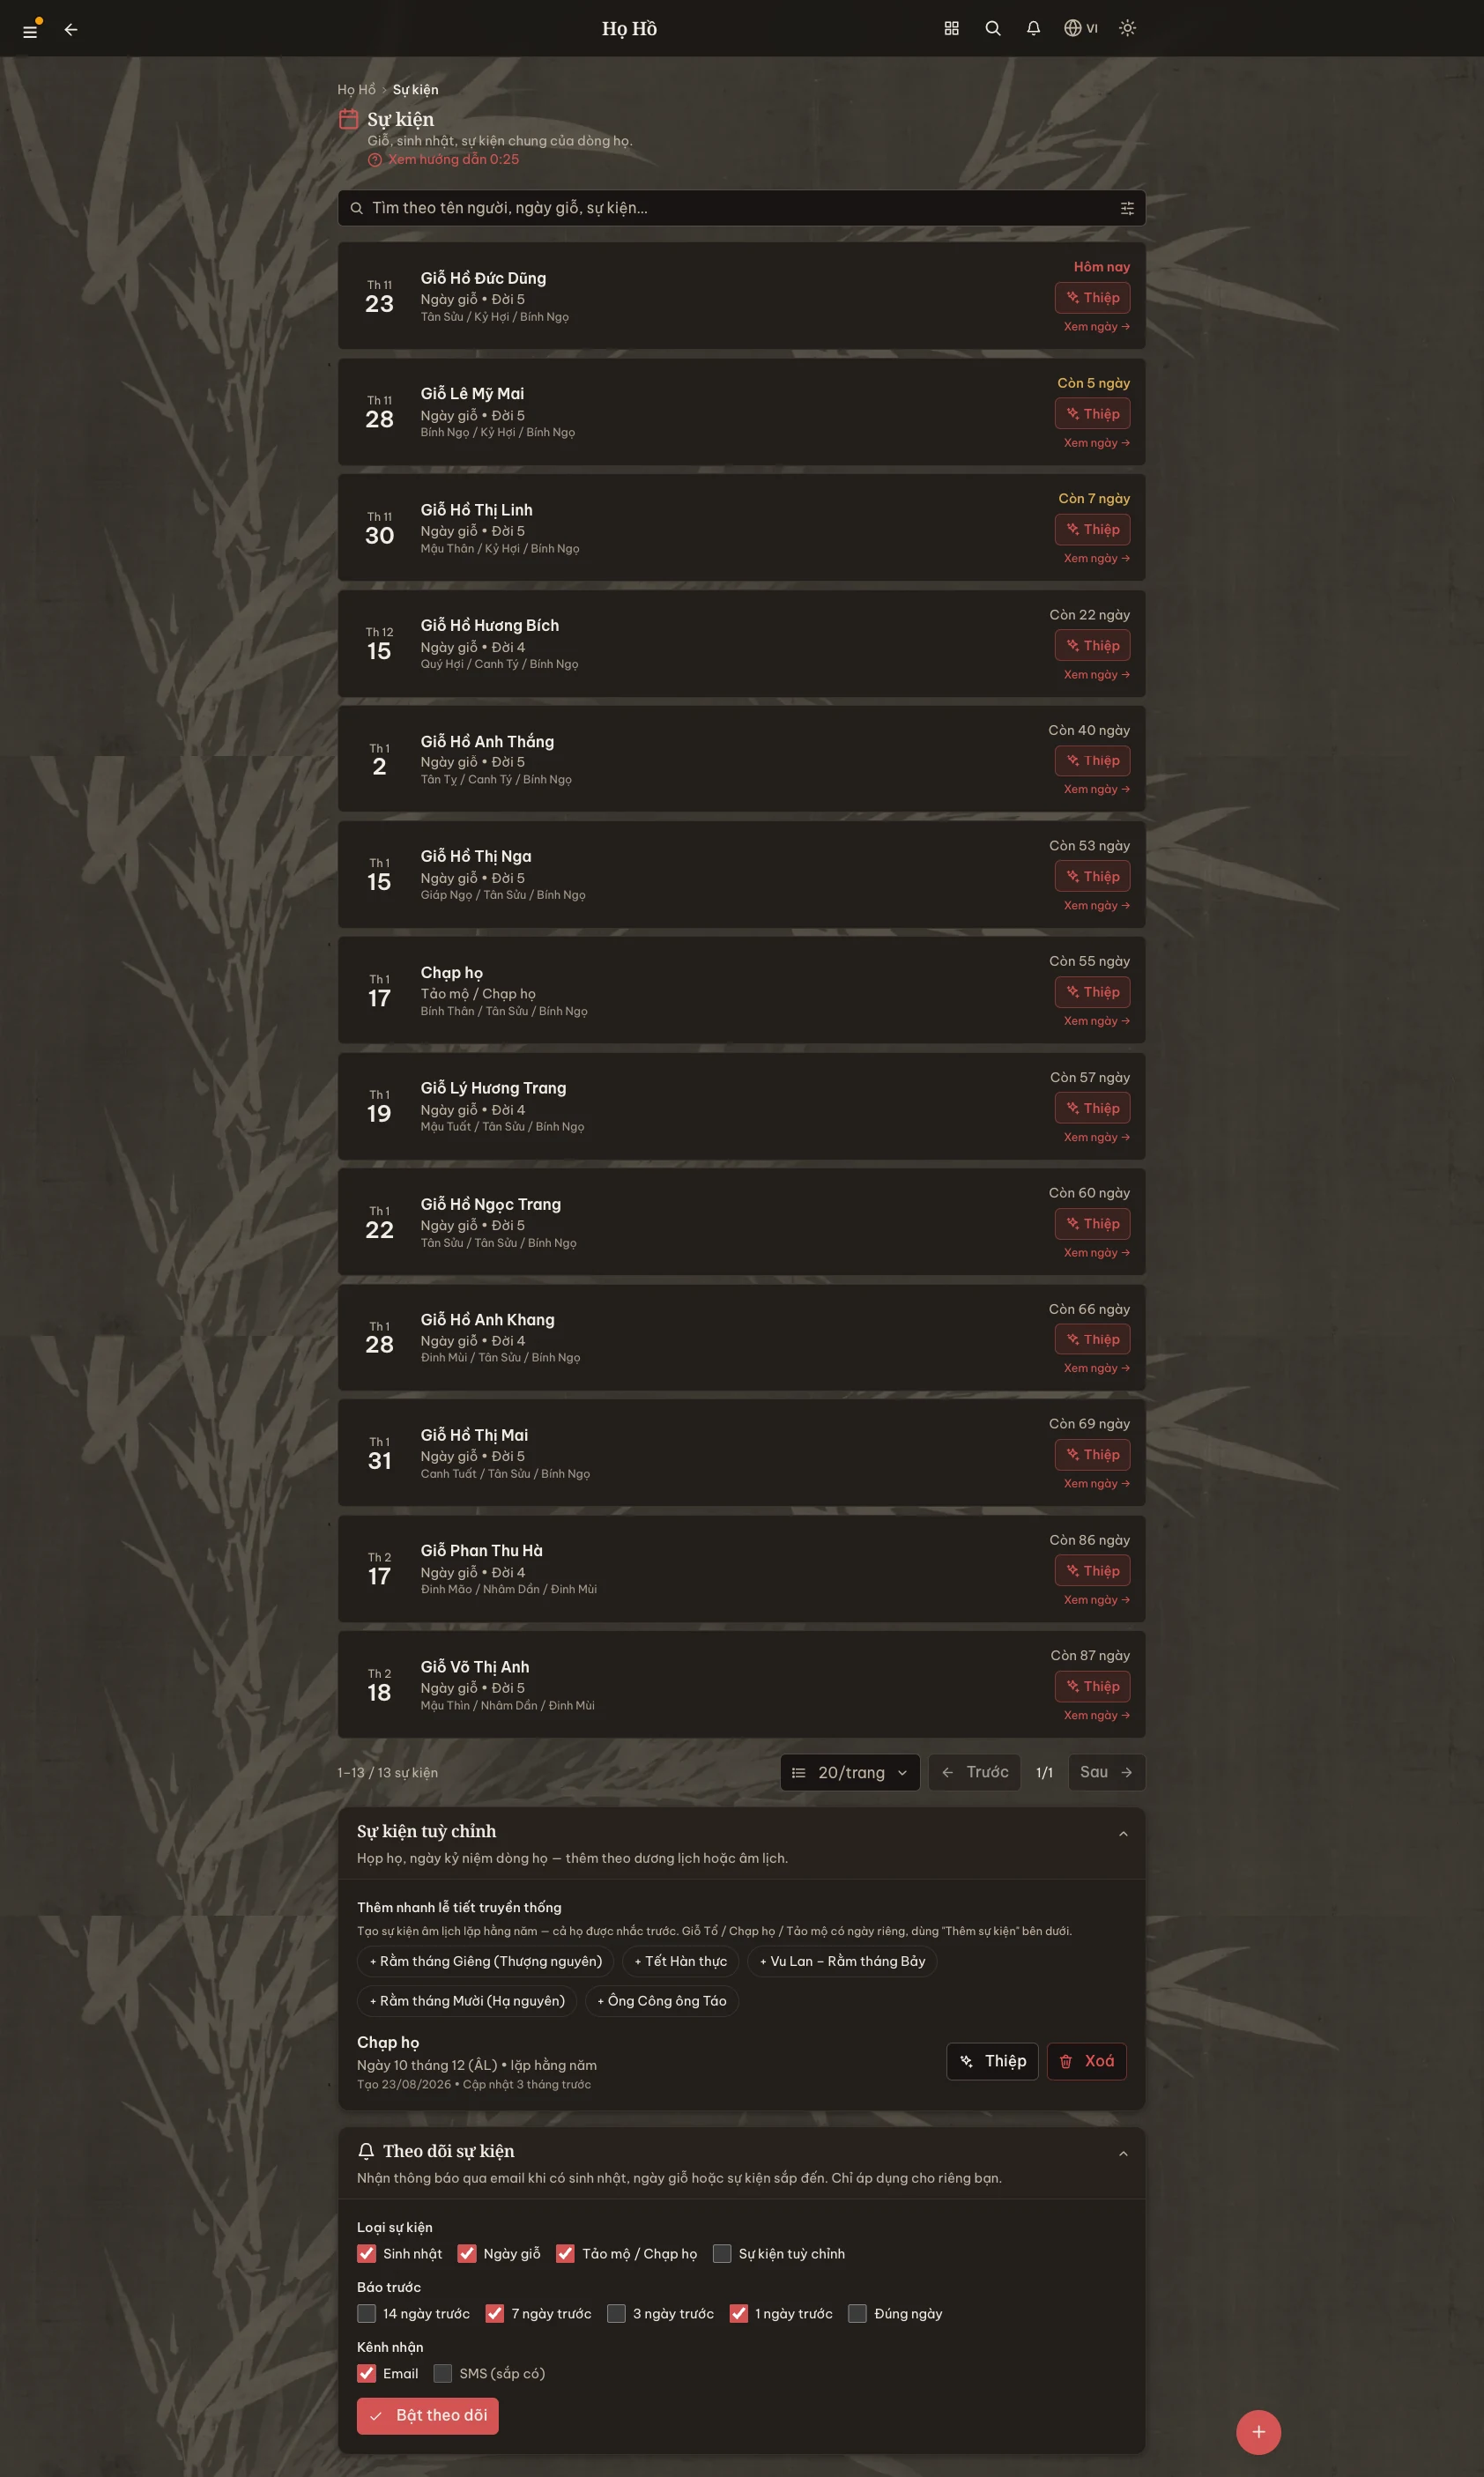 Họ Hồ
VI
Họ Hồ › Sự kiện
Sự kiện
Giỗ, sinh nhật, sự kiện chung của dòng họ.
Xem hướng dẫn 0:25
Tìm theo tên người, ngày giỗ, sự kiện...
Th 11
23
Giỗ Hồ Đức Dũng
Ngày giỗ • Đời 5
Tân Sửu / Kỷ Hợi / Bính Ngọ
Hôm nay
Thiệp
Xem ngày →
Th 11
28
Giỗ Lê Mỹ Mai
Ngày giỗ • Đời 5
Bính Ngọ / Kỷ Hợi / Bính Ngọ
Còn 5 ngày
Thiệp
Xem ngày →
Th 11
30
Giỗ Hồ Thị Linh
Ngày giỗ • Đời 5
Mậu Thân / Kỷ Hợi / Bính Ngọ
Còn 7 ngày
Thiệp
Xem ngày →
Th 12
15
Giỗ Hồ Hương Bích
Ngày giỗ • Đời 4
Quý Hợi / Canh Tý / Bính Ngọ
Còn 22 ngày
Thiệp
Xem ngày →
Th 1
2
Giỗ Hồ Anh Thắng
Ngày giỗ • Đời 5
Tân Tỵ / Canh Tý / Bính Ngọ
Còn 40 ngày
Thiệp
Xem ngày →
Th 1
15
Giỗ Hồ Thị Nga
Ngày giỗ • Đời 5
Giáp Ngọ / Tân Sửu / Bính Ngọ
Còn 53 ngày
Thiệp
Xem ngày →
Th 1
17
Chạp họ
Tảo mộ / Chạp họ
Bính Thân / Tân Sửu / Bính Ngọ
Còn 55 ngày
Thiệp
Xem ngày →
Th 1
19
Giỗ Lý Hương Trang
Ngày giỗ • Đời 4
Mậu Tuất / Tân Sửu / Bính Ngọ
Còn 57 ngày
Thiệp
Xem ngày →
Th 1
22
Giỗ Hồ Ngọc Trang
Ngày giỗ • Đời 5
Tân Sửu / Tân Sửu / Bính Ngọ
Còn 60 ngày
Thiệp
Xem ngày →
Th 1
28
Giỗ Hồ Anh Khang
Ngày giỗ • Đời 4
Đinh Mùi / Tân Sửu / Bính Ngọ
Còn 66 ngày
Thiệp
Xem ngày →
Th 1
31
Giỗ Hồ Thị Mai
Ngày giỗ • Đời 5
Canh Tuất / Tân Sửu / Bính Ngọ
Còn 69 ngày
Thiệp
Xem ngày →
Th 2
17
Giỗ Phan Thu Hà
Ngày giỗ • Đời 4
Đinh Mão / Nhâm Dần / Đinh Mùi
Còn 86 ngày
Thiệp
Xem ngày →
Th 2
18
Giỗ Võ Thị Anh
Ngày giỗ • Đời 5
Mậu Thìn / Nhâm Dần / Đinh Mùi
Còn 87 ngày
Thiệp
Xem ngày →
1–13 / 13 sự kiện
20/trang
← Trước
1/1
Sau →
Sự kiện tuỳ chỉnh
Họp họ, ngày kỷ niệm dòng họ — thêm theo dương lịch hoặc âm lịch.
Thêm nhanh lễ tiết truyền thống
Tạo sự kiện âm lịch lặp hằng năm — cả họ được nhắc trước. Giỗ Tổ / Chạp họ / Tảo mộ có ngày riêng, dùng "Thêm sự kiện" bên dưới.
+ Rằm tháng Giêng (Thượng nguyên)
+ Tết Hàn thực
+ Vu Lan – Rằm tháng Bảy
+ Rằm tháng Mười (Hạ nguyên)
+ Ông Công ông Táo
Chạp họ
Ngày 10 tháng 12 (ÂL) • lặp hằng năm
Tạo 23/08/2026 • Cập nhật 3 tháng trước
Thiệp
Xoá
Theo dõi sự kiện
Nhận thông báo qua email khi có sinh nhật, ngày giỗ hoặc sự kiện sắp đến. Chỉ áp dụng cho riêng bạn.
Loại sự kiện
Sinh nhật
Ngày giỗ
Tảo mộ / Chạp họ
Sự kiện tuỳ chỉnh
Báo trước
14 ngày trước
7 ngày trước
3 ngày trước
1 ngày trước
Đúng ngày
Kênh nhận
Email
SMS (sắp có)
Bật theo dõi